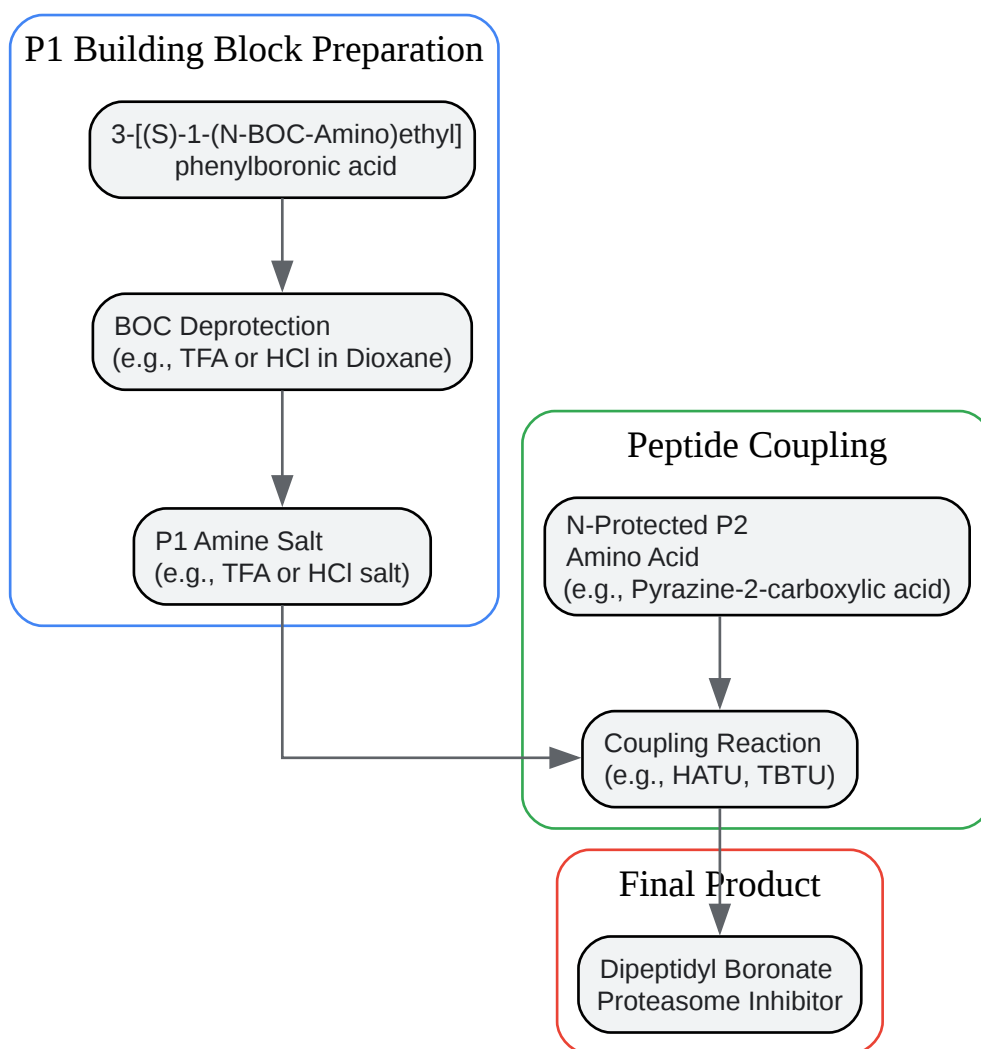 P1 Building Block Preparation
3-[(S)-1-(N-BOC-Amino)ethyl]
phenylboronic acid
BOC Deprotection
(e.g., TFA or HCl in Dioxane)
P1 Amine Salt
(e.g., TFA or HCl salt)
Peptide Coupling
N-Protected P2
Amino Acid
(e.g., Pyrazine-2-carboxylic acid)
Coupling Reaction
(e.g., HATU, TBTU)
Final Product
Dipeptidyl Boronate
Proteasome Inhibitor